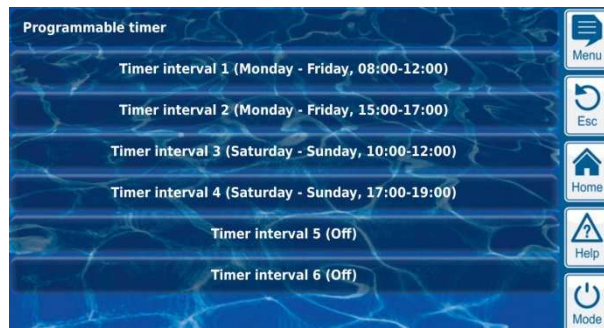 Programmable timer
Timer interval 1 (Monday - Friday, 08:00-12:00)
Timer interval 2 (Monday - Friday, 15:00-17:00)
Timer interval 3 (Saturday - Sunday, 10:00-12:00)
Timer interval 4 (Saturday - Sunday, 17:00-19:00)
Timer interval 5 (Off)
Timer interval 6 (Off)
Menu
Esc
Home
?
Help
Mode